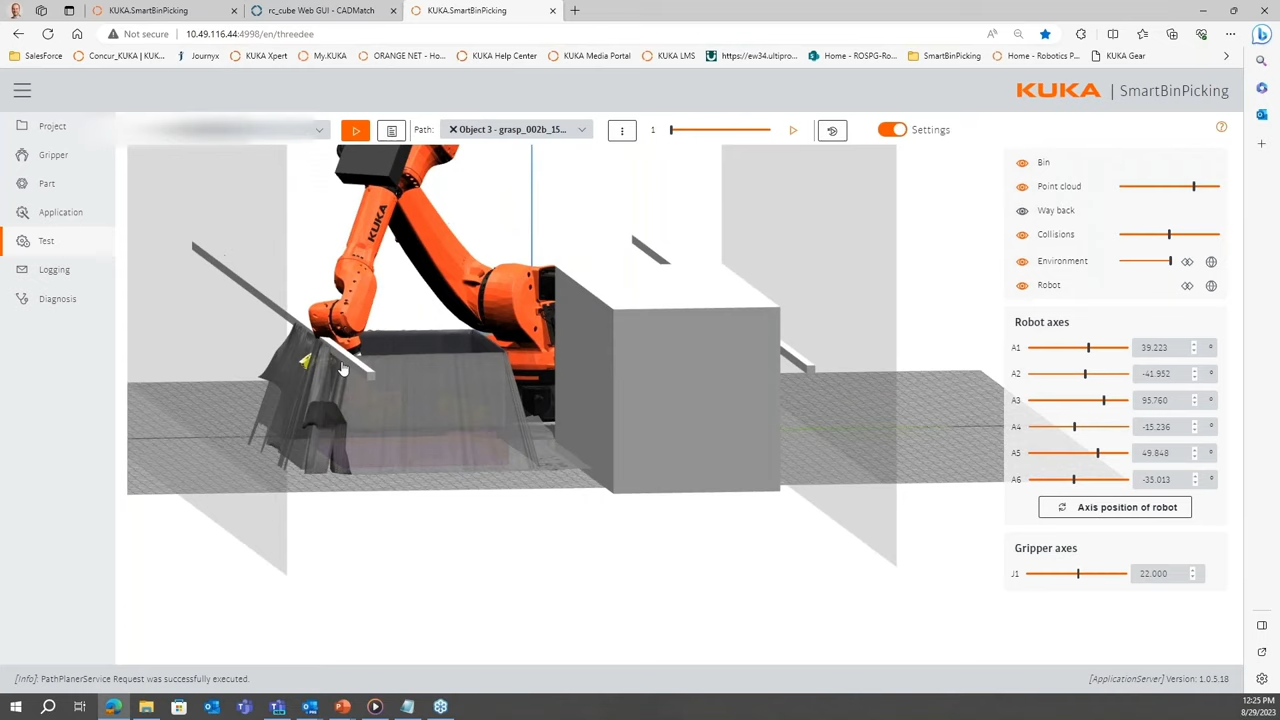 KUKA.SmartBinPicking
rc_cube Web GUI - CADMatch
KUKA.SmartBinPicking
Not secure
10.49.116.44:4998/en/threedee
SalesForce
Concur_KUKA | KUK...
Journyx
KUKA Xpert
My.KUKA
ORANGE NET - Ho...
KUKA Help Center
KUKA Media Portal
KUKA LMS
https://ew34.ultipro...
Home - ROSPG-Ro...
SmartBinPicking
Home - Robotics P...
KUKA Gear
KUKA | SmartBinPicking
Project
Gripper
Part
Application
Test
Logging
Diagnosis
Path:
Object 3 - grasp_002b_15...
1
Settings
KUKA
Bin
Point cloud
Way back
Collisions
Environment
Robot
Robot axes
A1 39.223 °
A2 -41.952 °
A3 95.760 °
A4 -15.236 °
A5 49.848 °
A6 -35.013 °
Axis position of robot
Gripper axes
J1 22.000
[Info]: PathPlanerService Request was successfully executed.
[ApplicationServer] Version: 1.0.5.18
12:25 PM
8/29/2023